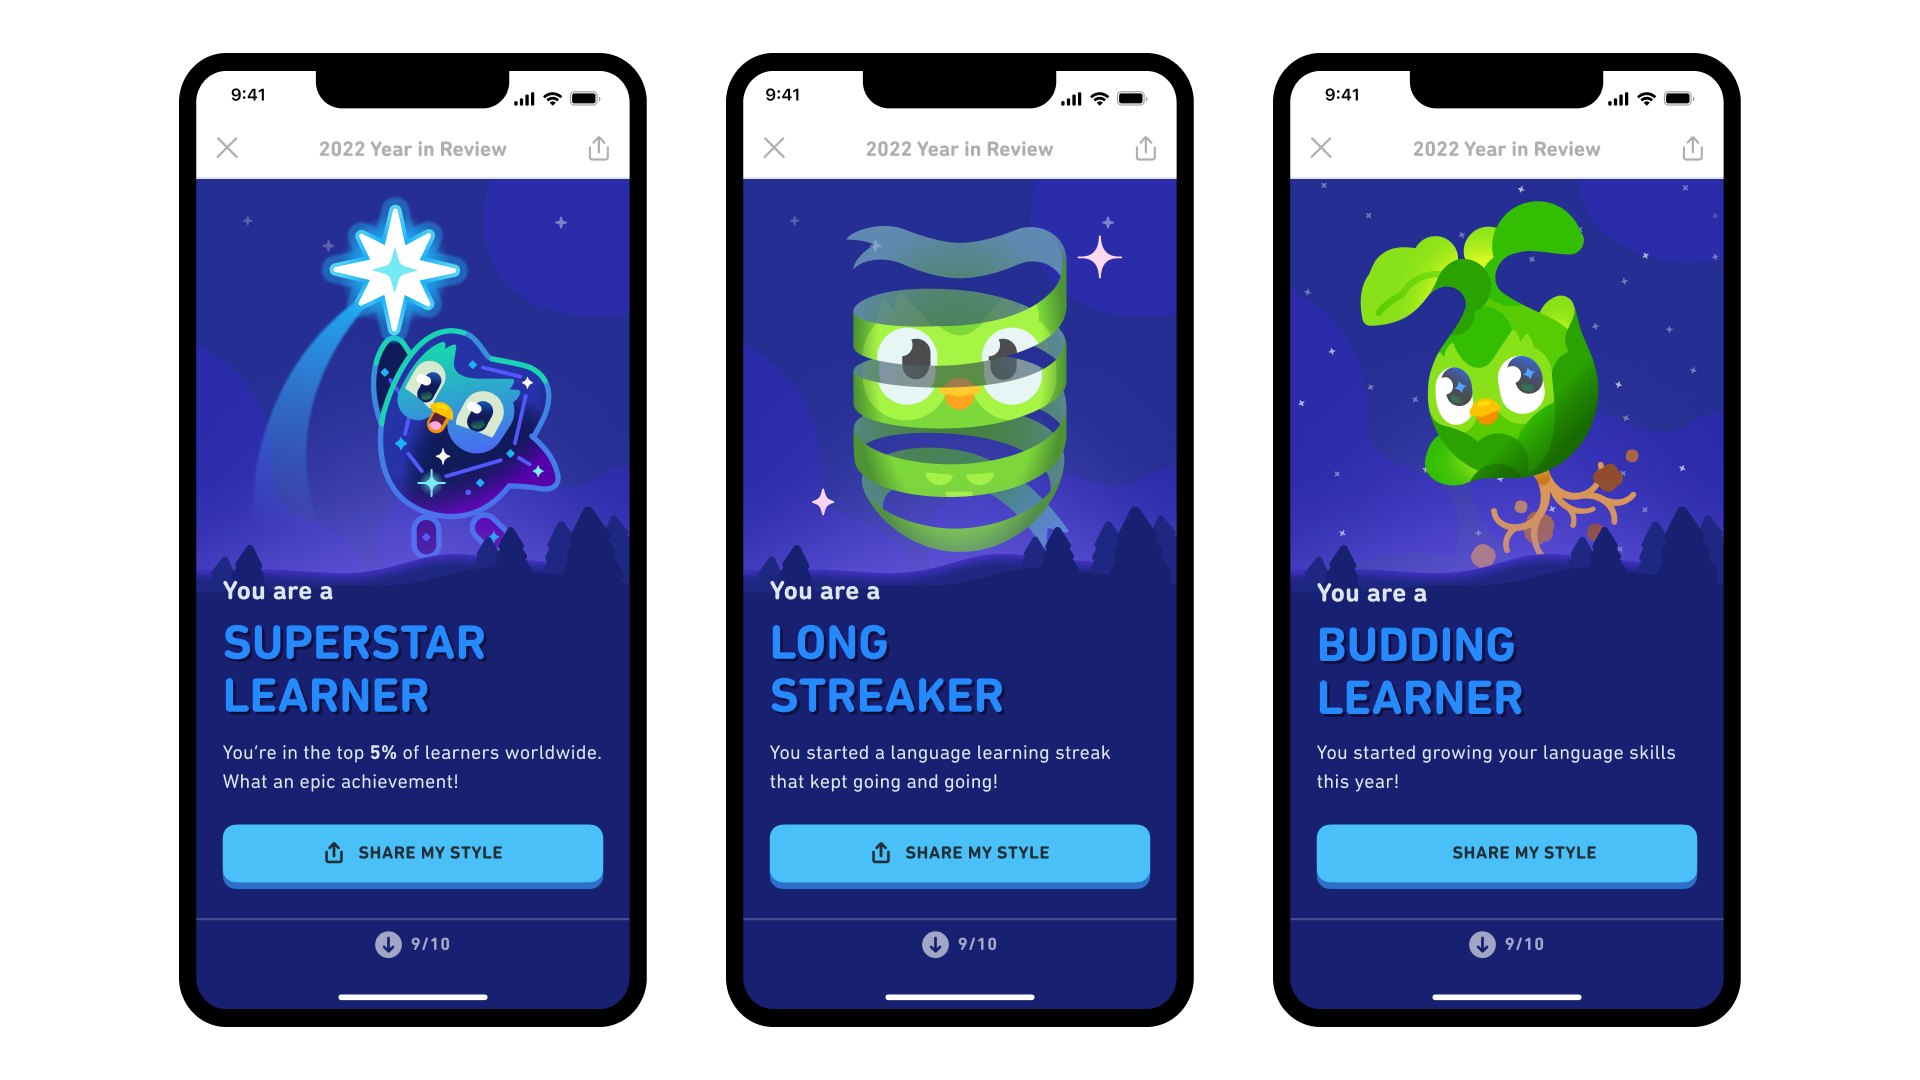 9:41
2022 Year in Review
You are a
SUPERSTAR
LEARNER
You're in the top 5% of learners worldwide.
What an epic achievement!
SHARE MY STYLE
9/10
9:41
2022 Year in Review
You are a
LONG
STREAKER
You started a language learning streak
that kept going and going!
SHARE MY STYLE
9/10
9:41
2022 Year in Review
You are a
BUDDING
LEARNER
You started growing your language skills
this year!
SHARE MY STYLE
9/10